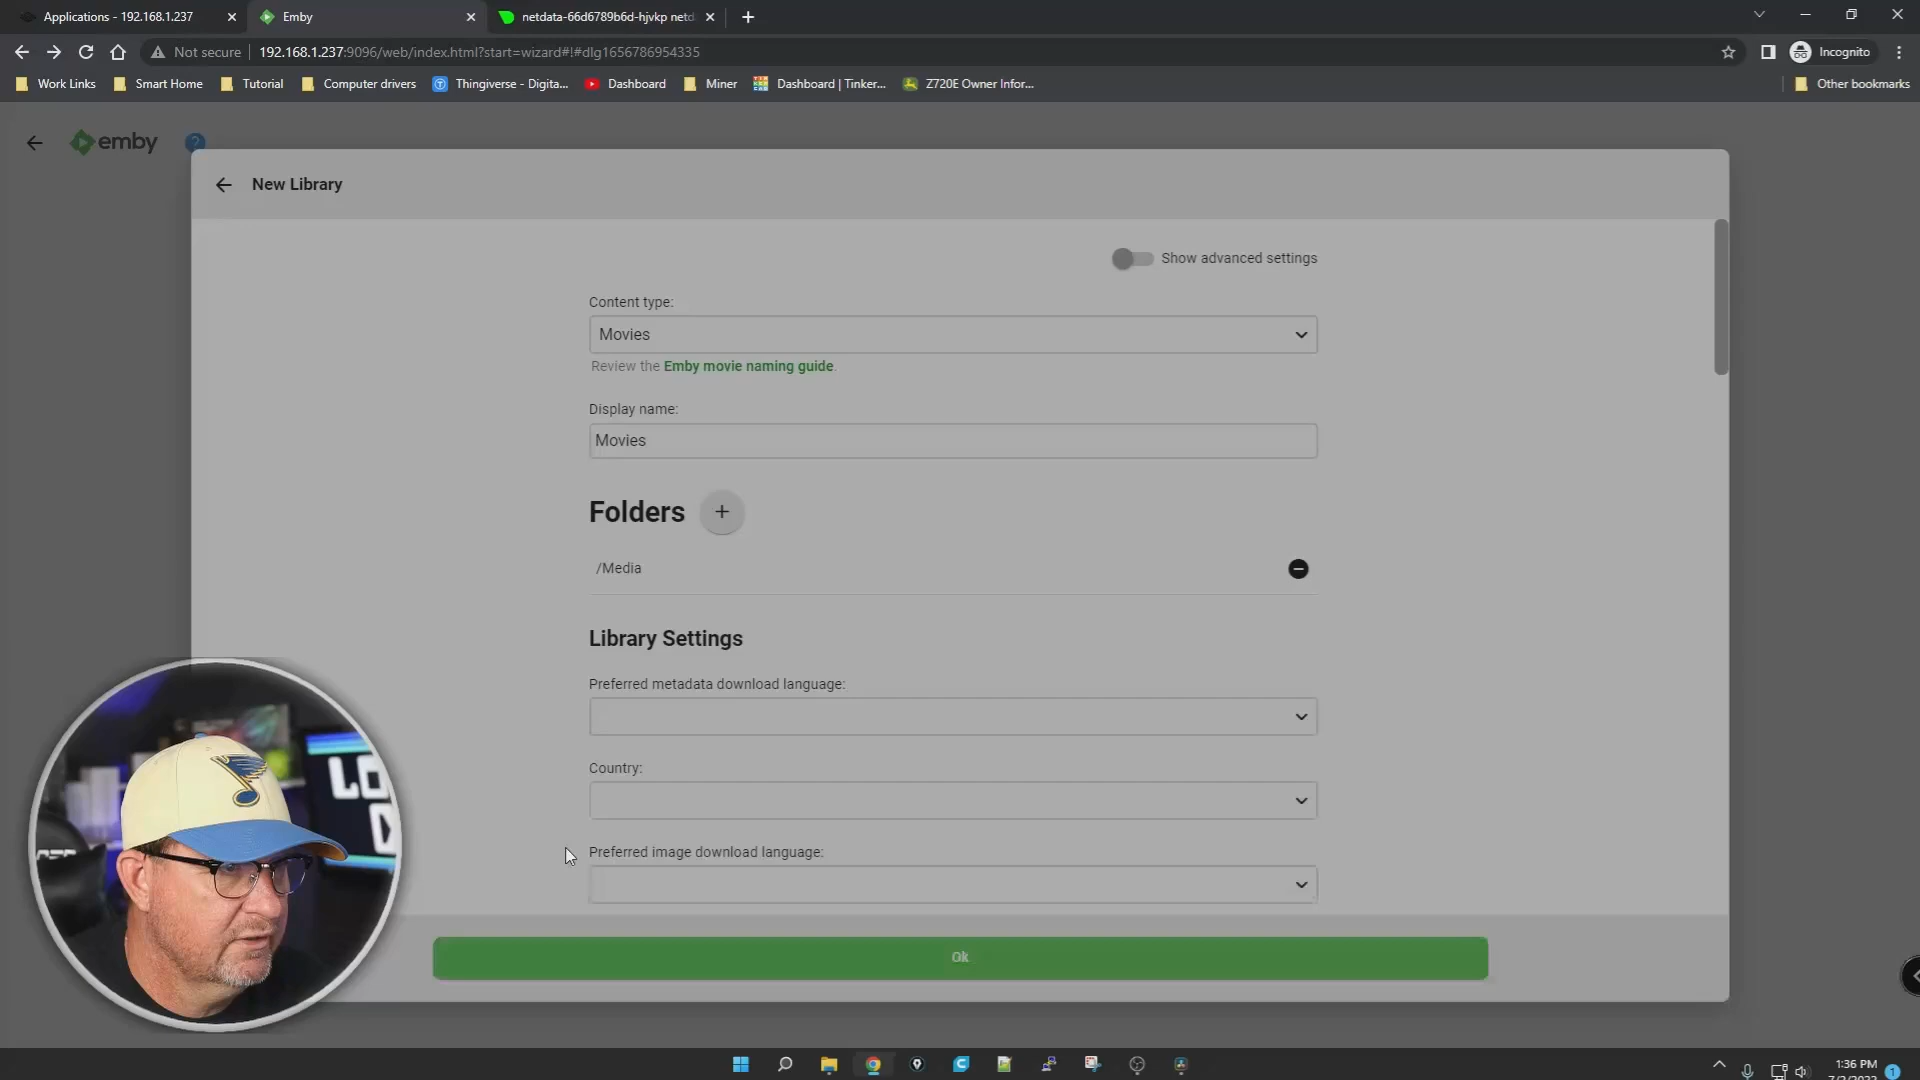 Applications - 192.168.1.237
Emby
netdata-66d6789b6d-hjvkp netd
Not secure
192.168.1.237:9096/web/index.html?start=wizard#!#dlg1656786954335
Incognito
Work Links
Smart Home
Tutorial
Computer drivers
Thingiverse - Digita...
Dashboard
Miner
Dashboard | Tinker...
Z720E Owner Infor...
Other bookmarks
emby
?
New Library
Show advanced settings
Content type:
Movies
Review the Emby movie naming guide.
Display name:
Movies
Folders
/Media
Library Settings
Preferred metadata download language:
Country:
Preferred image download language:
Ok
1:36 PM
1